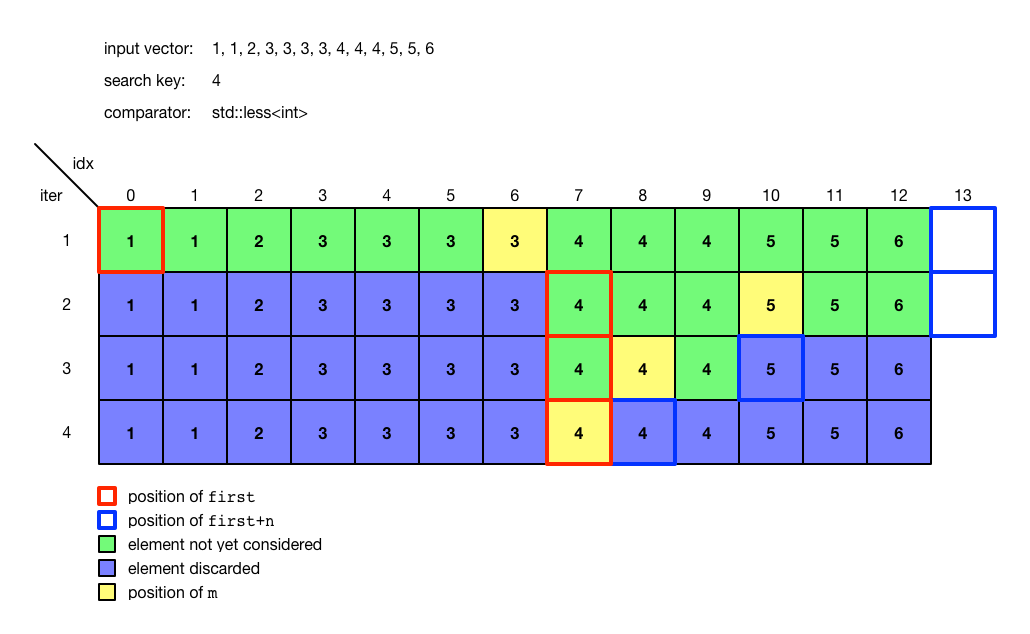 input vector: 1, 1, 2, 3, 3, 3, 3, 4, 4, 4, 5, 5, 6
search key: 4
comparator: std::less<int>
idx
iter 0 1 2 3 4 5 6 7 8 9 10 11 12 13
1 1 1 2 3 3 3 3 4 4 4 5 5 6
2 1 1 2 3 3 3 3 4 4 4 5 5 6
3 1 1 2 3 3 3 3 4 4 4 5 5 6
4 1 1 2 3 3 3 3 4 4 4 5 5 6
position of first
position of first+n
element not yet considered
element discarded
position of m